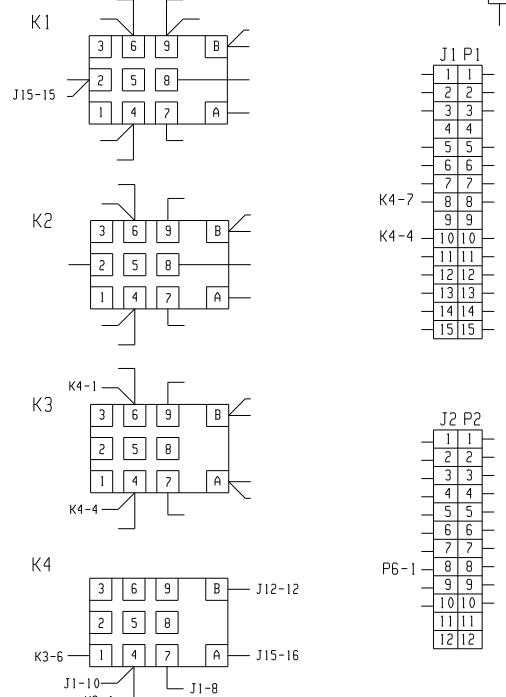 K1
3 6 9 B
2 5 8
J15-15
1 4 7 A
K2
3 6 9 B
2 5 8
1 4 7 A
K4-1
K3
3 6 9 B
2 5 8
1 4 7 A
K4-4
K4
3 6 9 B J12-12
2 5 8
K3-6 1 4 7 A J15-16
J1-10
J1-8
J1 P1
1 1
2 2
3 3
4 4
5 5
6 6
7 7
K4-7 8 8
9 9
K4-4 10 10
11 11
12 12
13 13
14 14
15 15
J2 P2
1 1
2 2
3 3
4 4
5 5
6 6
7 7
P6-1 8 8
9 9
10 10
11 11
12 12